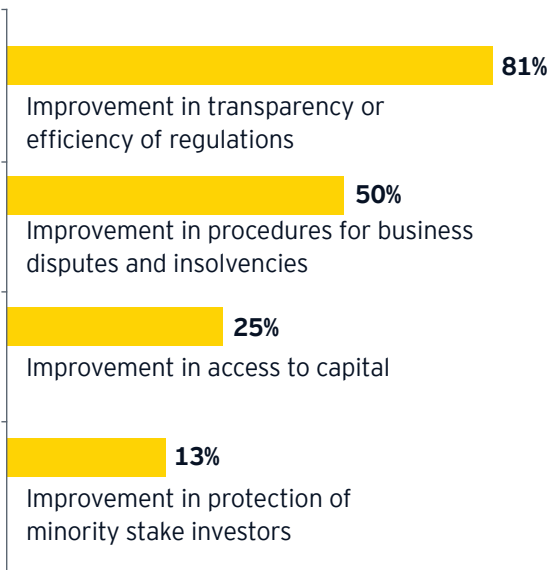 81%
Improvement in transparency or
efficiency of regulations
50%
Improvement in procedures for business
disputes and insolvencies
25%
Improvement in access to capital
13%
Improvement in protection of
minority stake investors